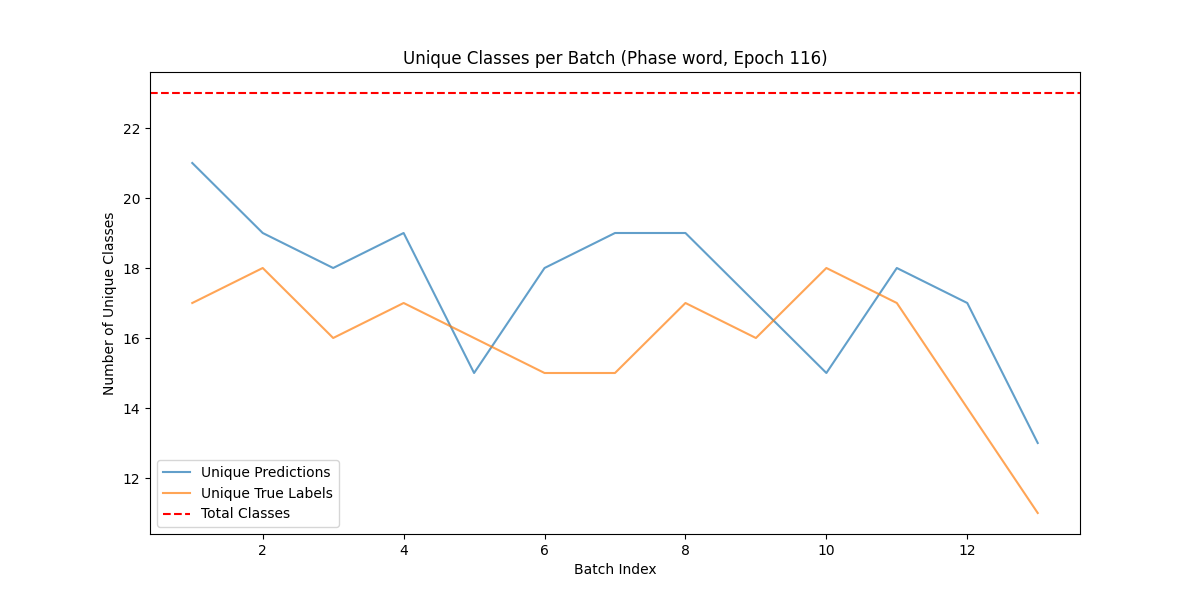 Unique Classes per Batch (Phase word, Epoch 116)
Number of Unique Classes
22
20
18
16
14
12
Unique Predictions
Unique True Labels
Total Classes
2 4 6 8 10 12
Batch Index